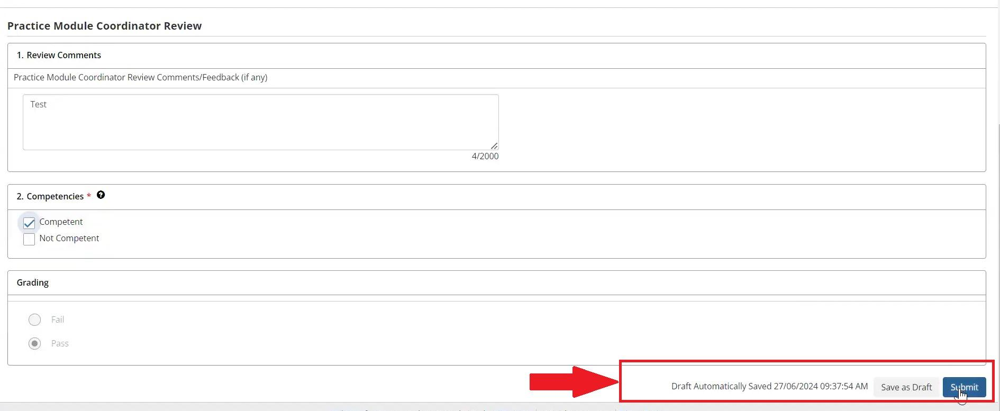 Practice Module Coordinator Review
1. Review Comments
Practice Module Coordinator Review Comments/Feedback (if any)
Test
4/2000
2. Competencies * ?
Competent
Not Competent
Grading
Fail
Pass
Draft Automatically Saved 27/06/2024 09:37:54 AM Save as Draft Submit